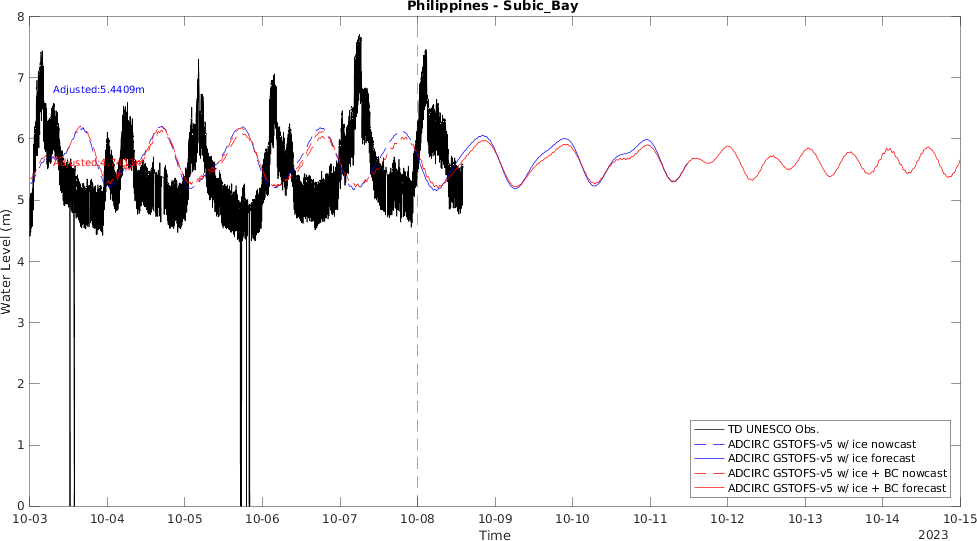 Philippines - Subic_Bay
Water Level (m)
8
7
6
5
4
3
2
1
0
Adjusted:5.4409m
10-03
10-04
10-05
10-06
10-07
10-08
10-09
10-10
10-11
10-12
10-13
10-14
10-15
Time
2023
TD UNESCO Obs.
ADCIRC GSTOFS-v5 w/ ice nowcast
ADCIRC GSTOFS-v5 w/ ice forecast
ADCIRC GSTOFS-v5 w/ ice + BC nowcast
ADCIRC GSTOFS-v5 w/ ice + BC forecast